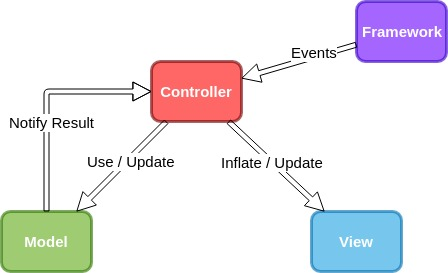 Framework
Events
Controller
Notify Result
Use / Update
Inflate / Update
Model
View